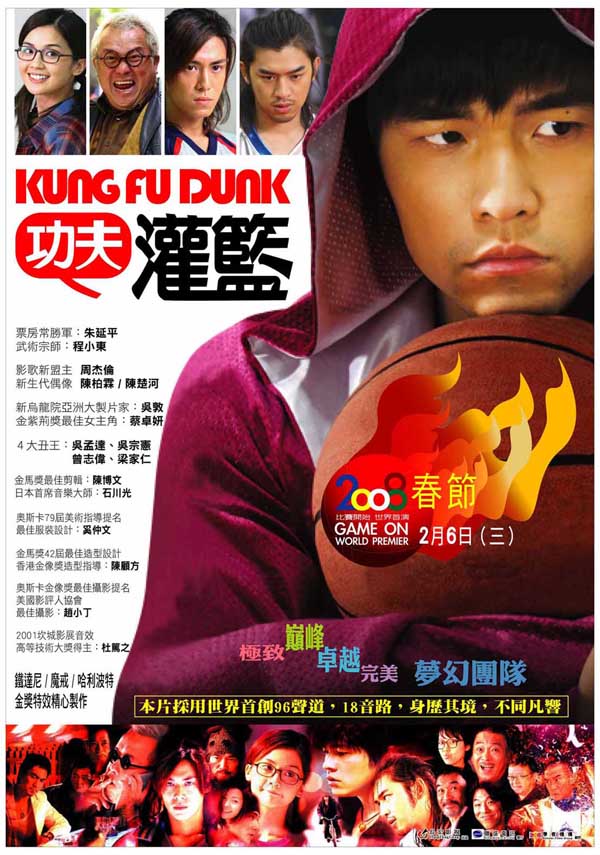 KUNG FU DUNK
功夫灌籃
票房常勝軍：朱延平
武術宗師：程小東
影歌新盟主 周杰倫
新生代偶像 陳柏霖 / 陳楚河
新烏龍院亞洲大製片家：吳敦
金紫荊獎最佳女主角：蔡卓妍
4大丑王：吳孟達、吳宗憲
曾志偉、梁家仁
金馬獎最佳剪輯：陳博文
日本首席音樂大師：石川光
奧斯卡79屆美術指導提名
最佳服裝設計：奚仲文
金馬獎42屆最佳造型設計
香港金像獎造型指導：陳顧方
奧斯卡金像獎最佳攝影提名
美國影評人協會
最佳攝影：趙小丁
2001坎城影展音效
高等技術大獎得主：杜篤之
鐵達尼 / 魔戒 / 哈利波特
金獎特效精心製作
2008 春節
比賽開始 世界首演
GAME ON
WORLD PREMIER
2月6日（三）
極致巔峰卓越完美 夢幻團隊
本片採用世界首創96聲道，18音路，身歷其境，不同凡響